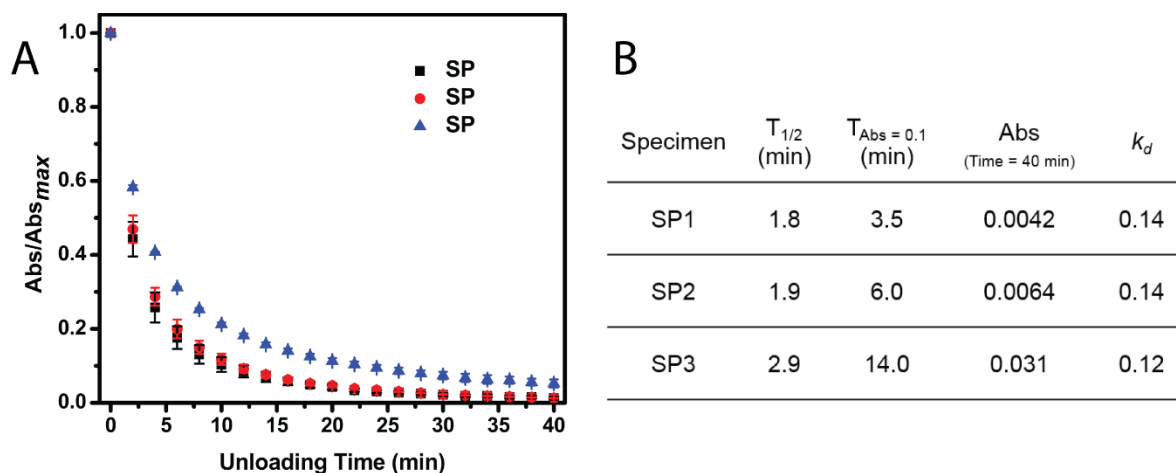 A
1.0
0.8
0.6
0.4
0.2
0.0
Abs/Abs_max
SP
SP
SP
0 5 10 15 20 25 30 35 40
Unloading Time (min)
B
Specimen T1/2 (min) TAbs = 0.1 (min) Abs (Time = 40 min) kd
SP1 1.8 3.5 0.0042 0.14
SP2 1.9 6.0 0.0064 0.14
SP3 2.9 14.0 0.031 0.12